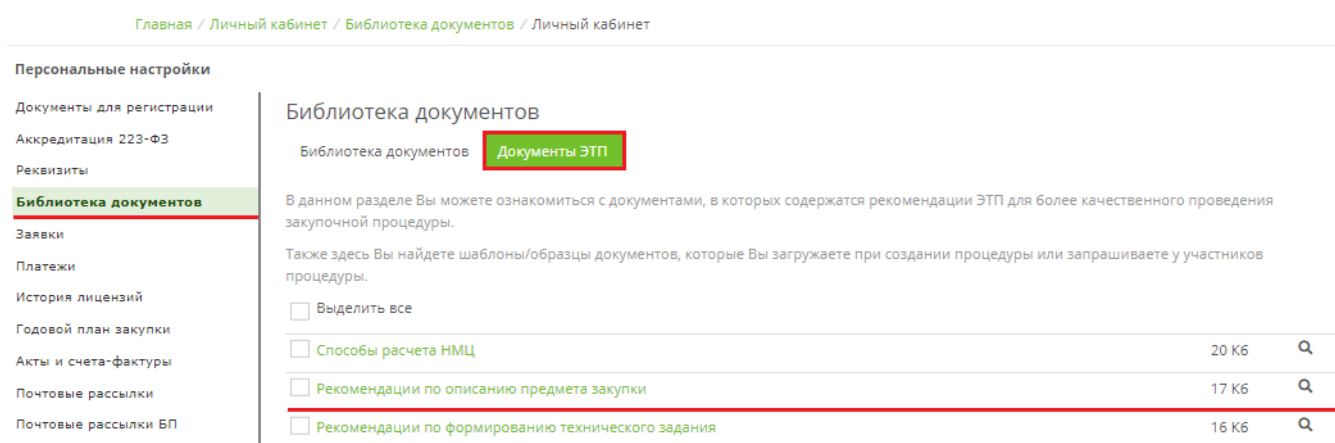 Главная / Личный кабинет / Библиотека документов / Личный кабинет
Персональные настройки
Документы для регистрации
Аккредитация 223-ФЗ
Реквизиты
Библиотека документов
Заявки
Платежи
История лицензий
Годовой план закупки
Акты и счета-фактуры
Почтовые рассылки
Почтовые рассылки БП
Библиотека документов
Библиотека документов Документы ЭТП
В данном разделе Вы можете ознакомиться с документами, в которых содержатся рекомендации ЭТП для более качественного проведения
закупочной процедуры.
Также здесь Вы найдете шаблоны/образцы документов, которые Вы загружаете при создании процедуры или запрашиваете у участников
процедуры.
Выделить все
Способы расчета НМЦ 20 Кб
Рекомендации по описанию предмета закупки 17 Кб
Рекомендации по формированию технического задания 16 Кб